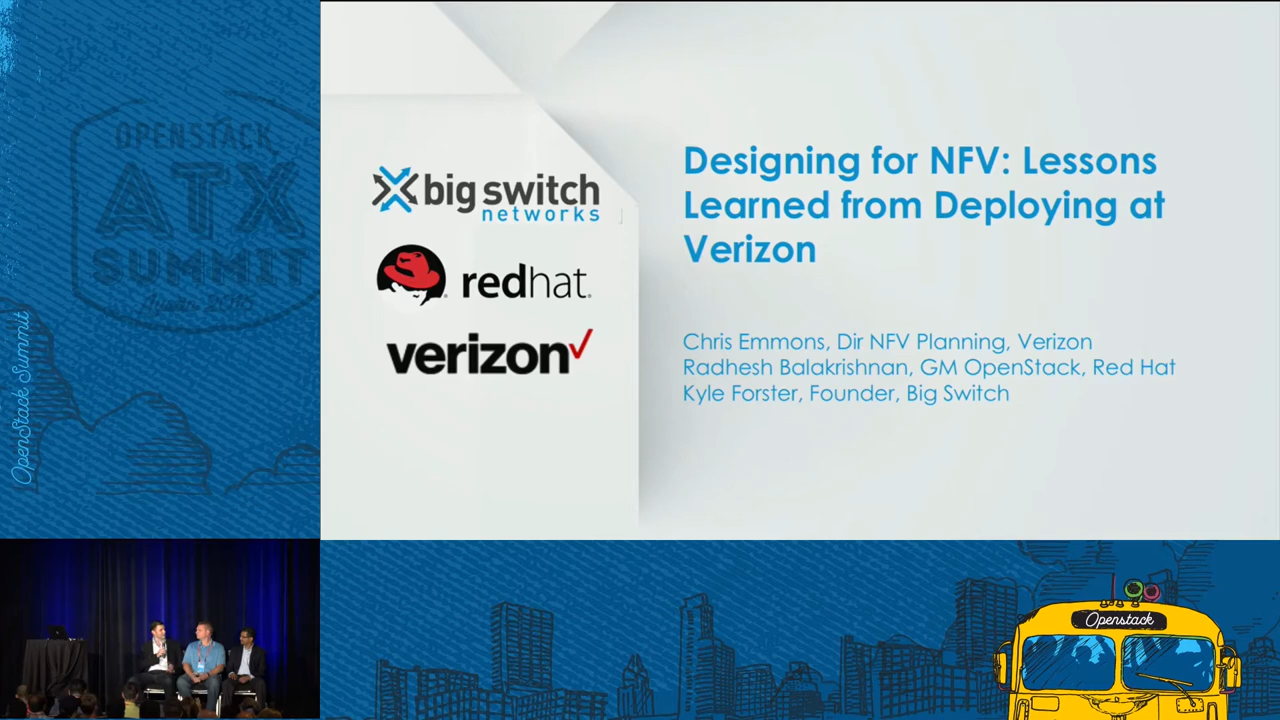 OPENSTACK
ATX
SUMMIT
OpenStack Summit
big switch
networks
redhat.
verizon
Designing for NFV: Lessons
Learned from Deploying at
Verizon
Chris Emmons, Dir NFV Planning, Verizon
Radhesh Balakrishnan, GM OpenStack, Red Hat
Kyle Forster, Founder, Big Switch
Openstack